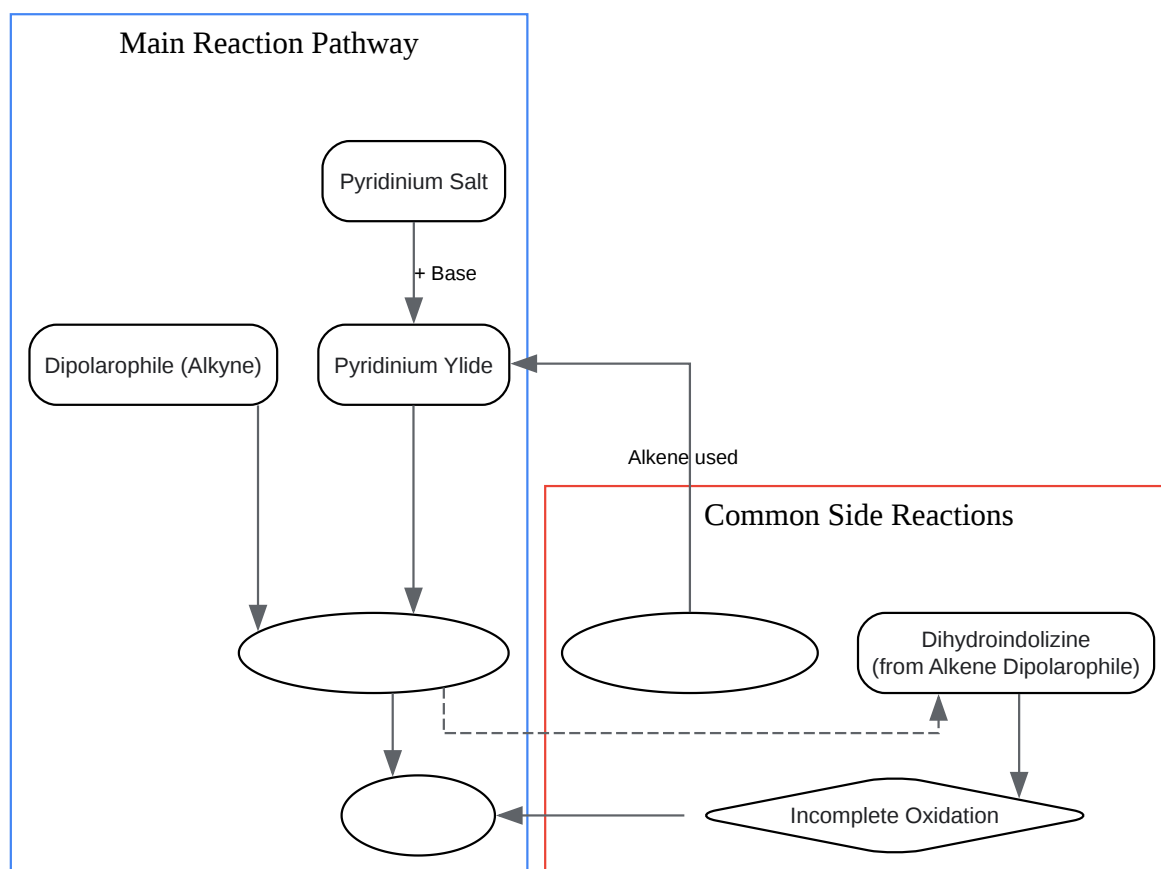 Main Reaction Pathway
Pyridinium Salt
+ Base
Dipolarophile (Alkyne)
Pyridinium Ylide
Alkene used
Common Side Reactions
Dihydroindolizine
(from Alkene Dipolarophile)
Incomplete Oxidation